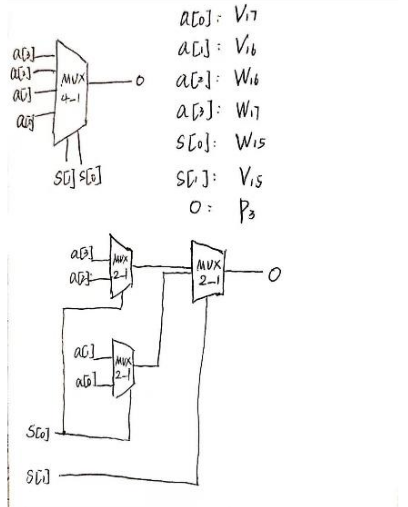 a[3]
a[2]
a[1]
a[0]
MUX
4-1
O
S[1] S[0]
a[0]: V17
a[1]: V16
a[2]: W16
a[3]: W17
S[0]: W15
S[1]: V15
O: P3
a[3]
a[2]
MUX
2-1
MUX
2-1
O
a[1]
a[0]
MUX
2-1
S[0]
S[1]